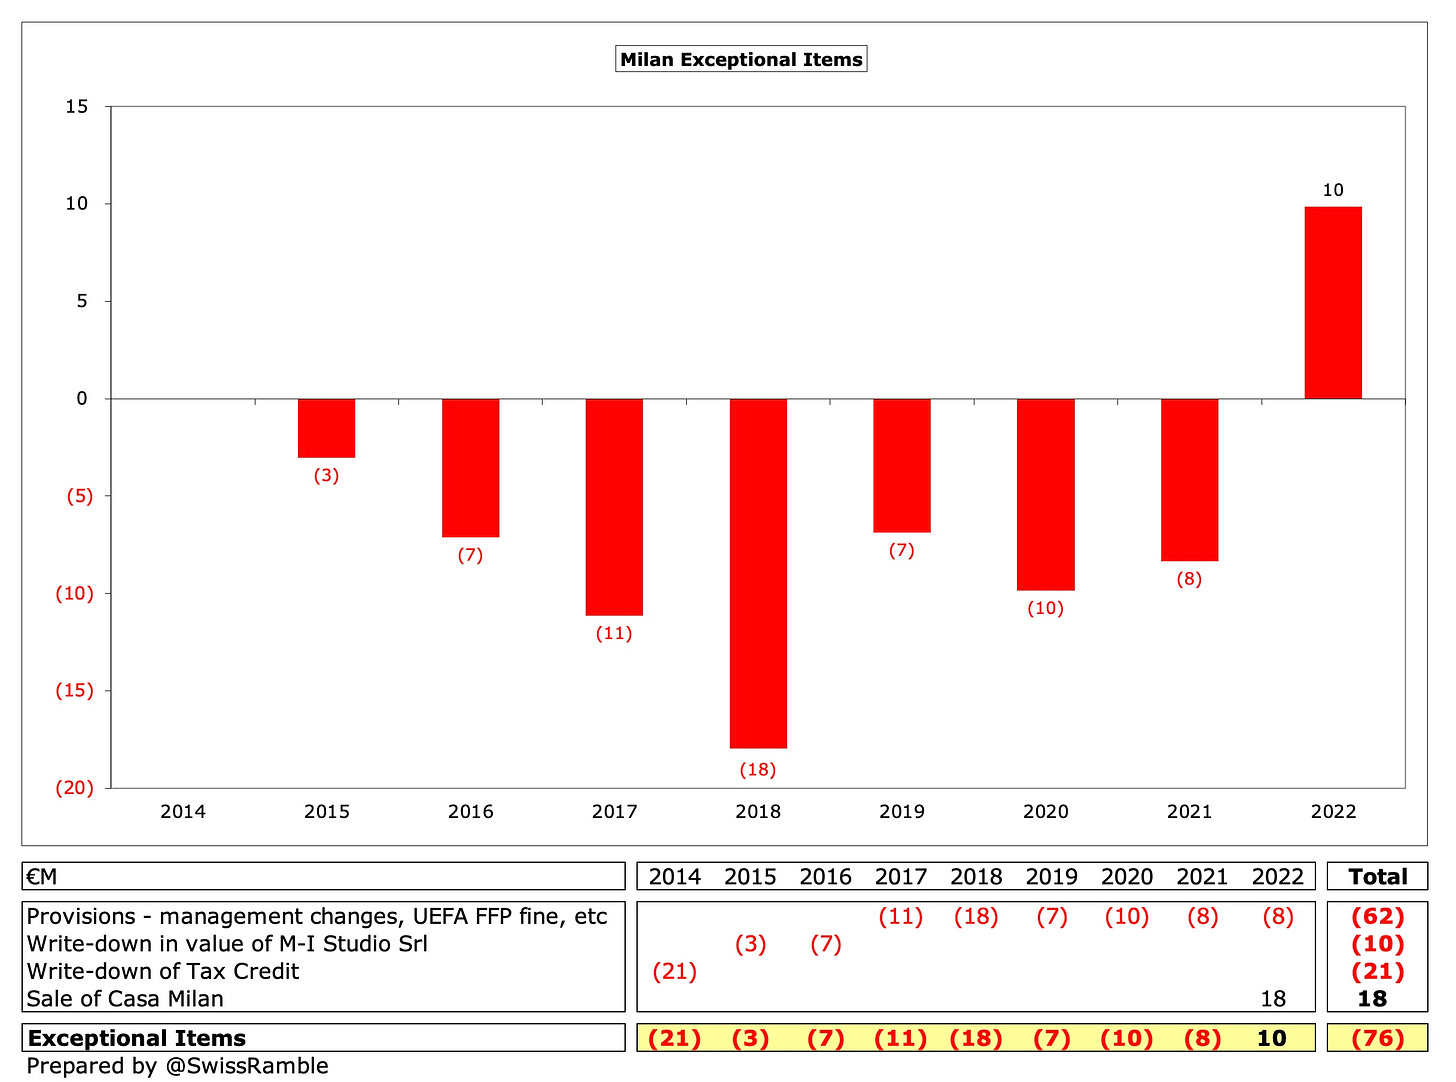 Milan Exceptional Items
15
10
10
5
0
(3)
(5)
(7)
(7)
(8)
(10)
(10)
(11)
(15)
(18)
(20)
2014 2015 2016 2017 2018 2019 2020 2021 2022
€M 2014 2015 2016 2017 2018 2019 2020 2021 2022 Total
Provisions - management changes, UEFA FFP fine, etc (11) (18) (7) (10) (8) (8) (62)
Write-down in value of M-I Studio Srl (3) (7) (10)
Write-down of Tax Credit (21) (21)
Sale of Casa Milan 18 18
Exceptional Items (21) (3) (7) (11) (18) (7) (10) (8) 10 (76)
Prepared by @SwissRamble